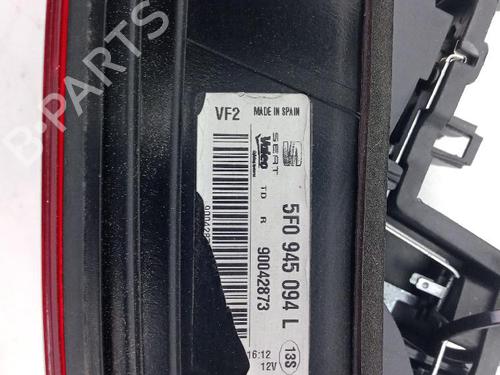 B-PARTS
VF2 MADE IN SPAIN
SEAT
Valeo
TD R
5F0 945 094 L
90042873
16:12
12V
13S